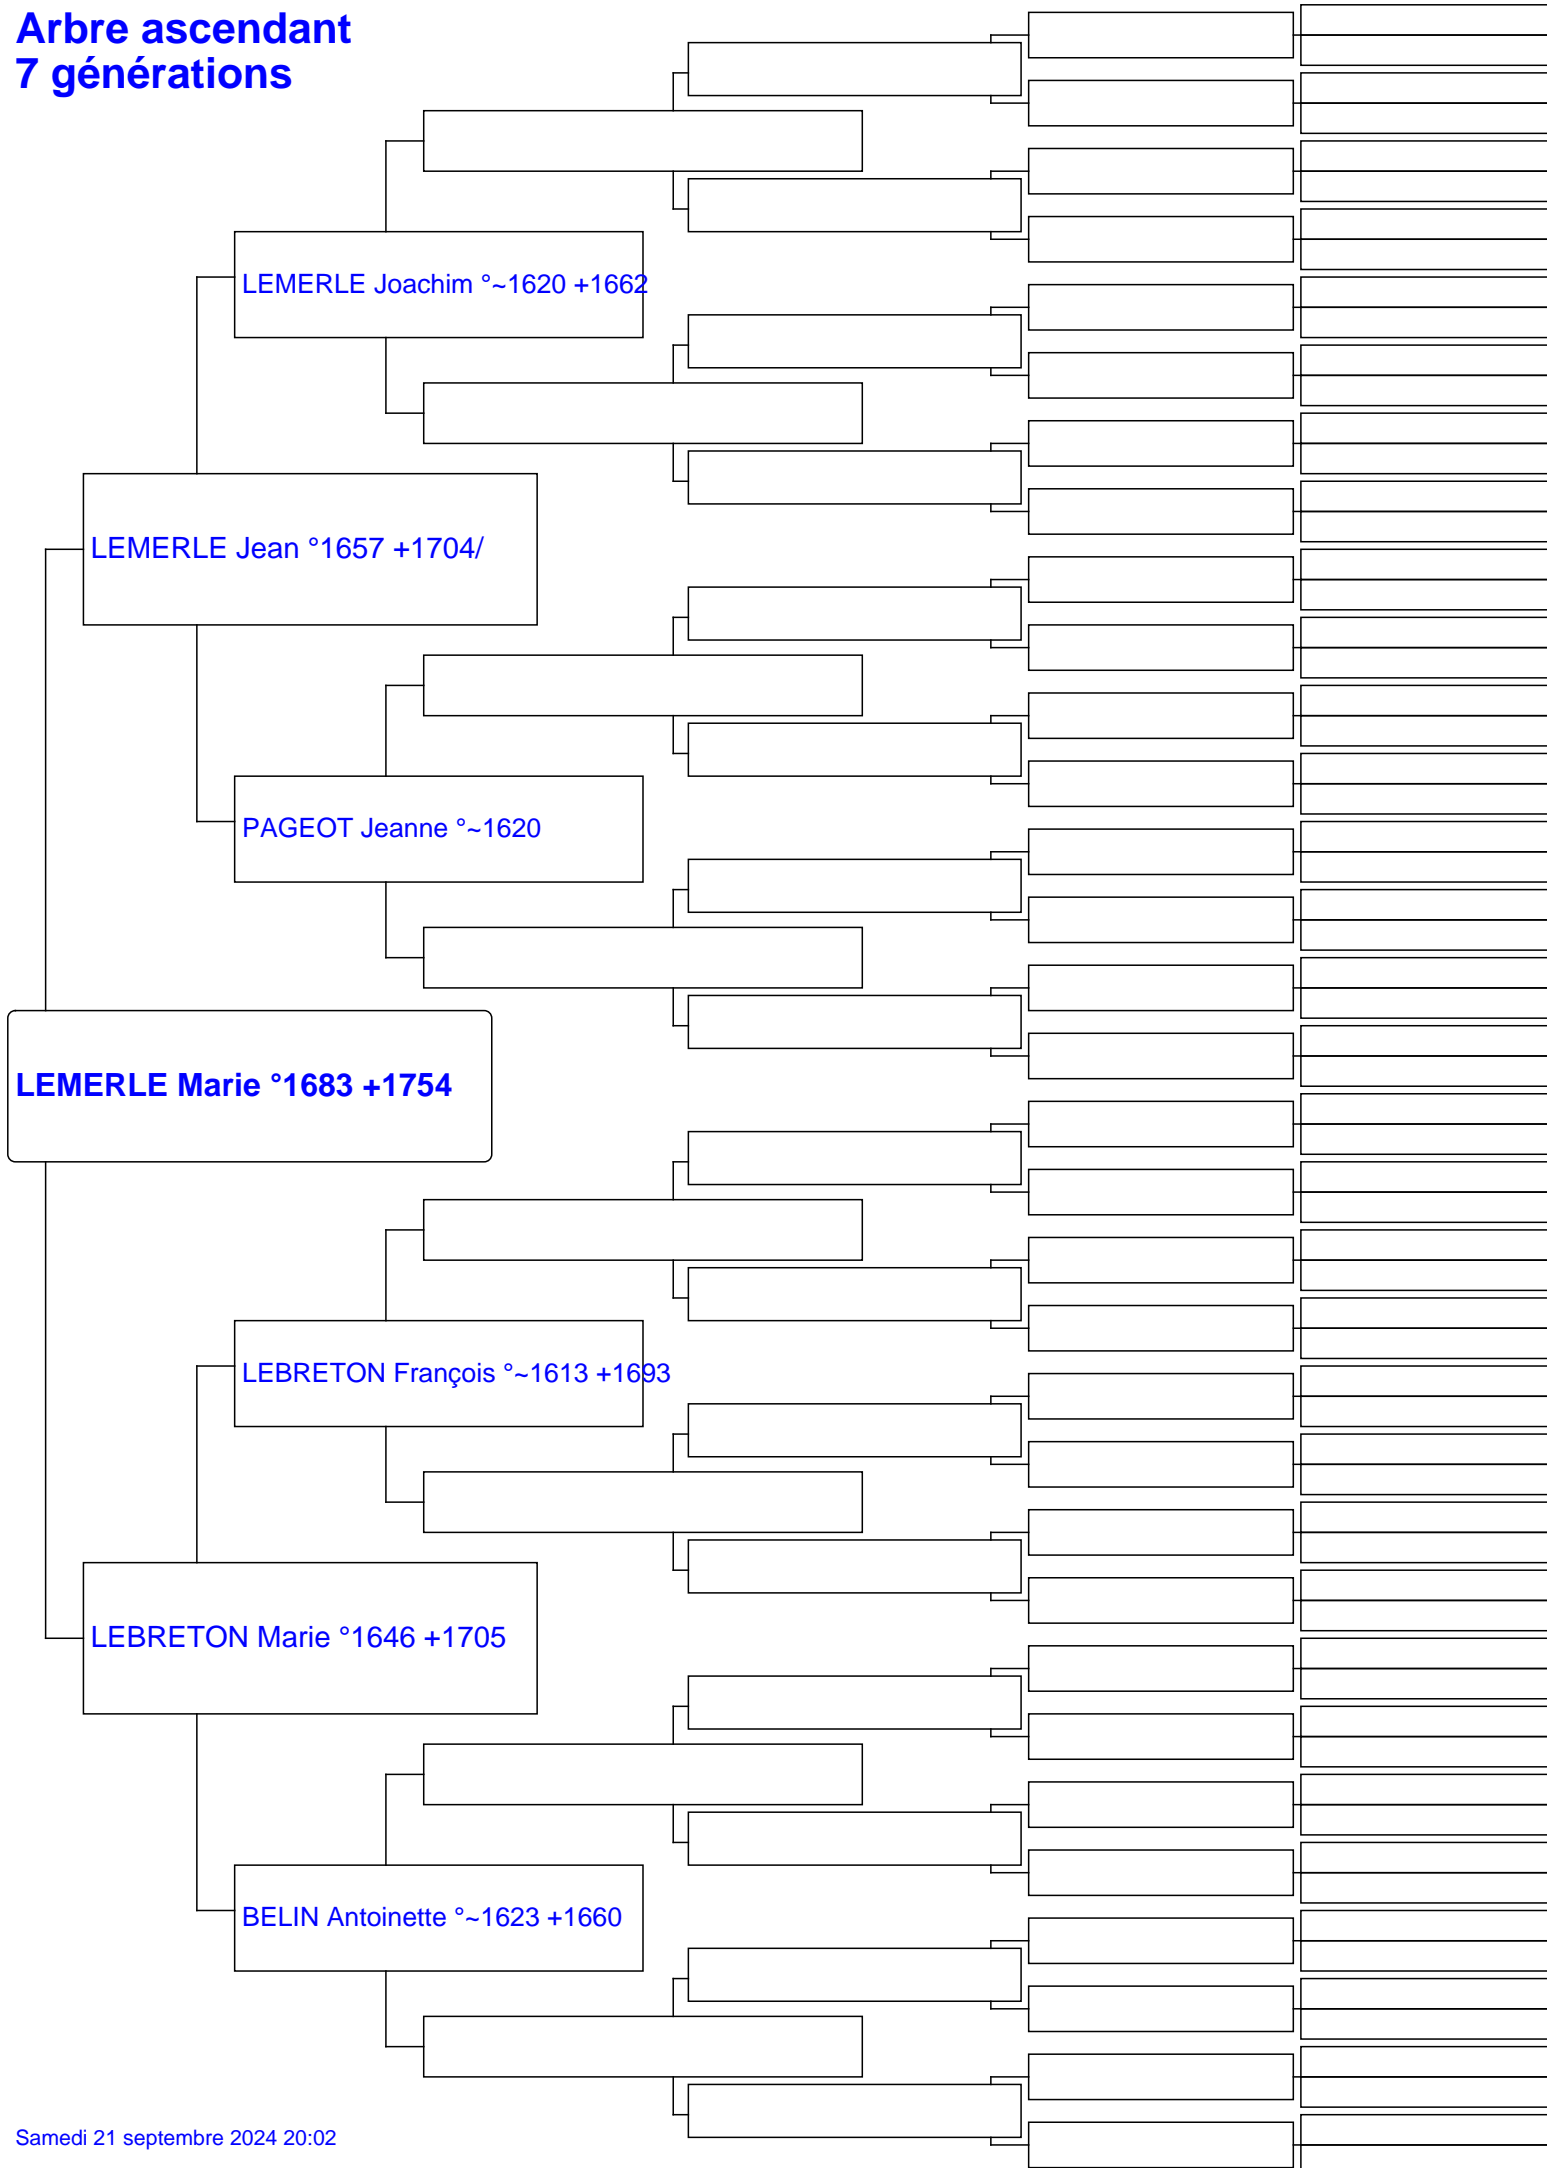 Arbre ascendant
7 générations
LEMERLE Joachim °~1620 +1662
LEMERLE Jean °1657 +1704/
PAGEOT Jeanne °~1620
LEMERLE Marie °1683 +1754
LEBRETON François °~1613 +1693
LEBRETON Marie °1646 +1705
BELIN Antoinette °~1623 +1660
Samedi 21 septembre 2024 20:02